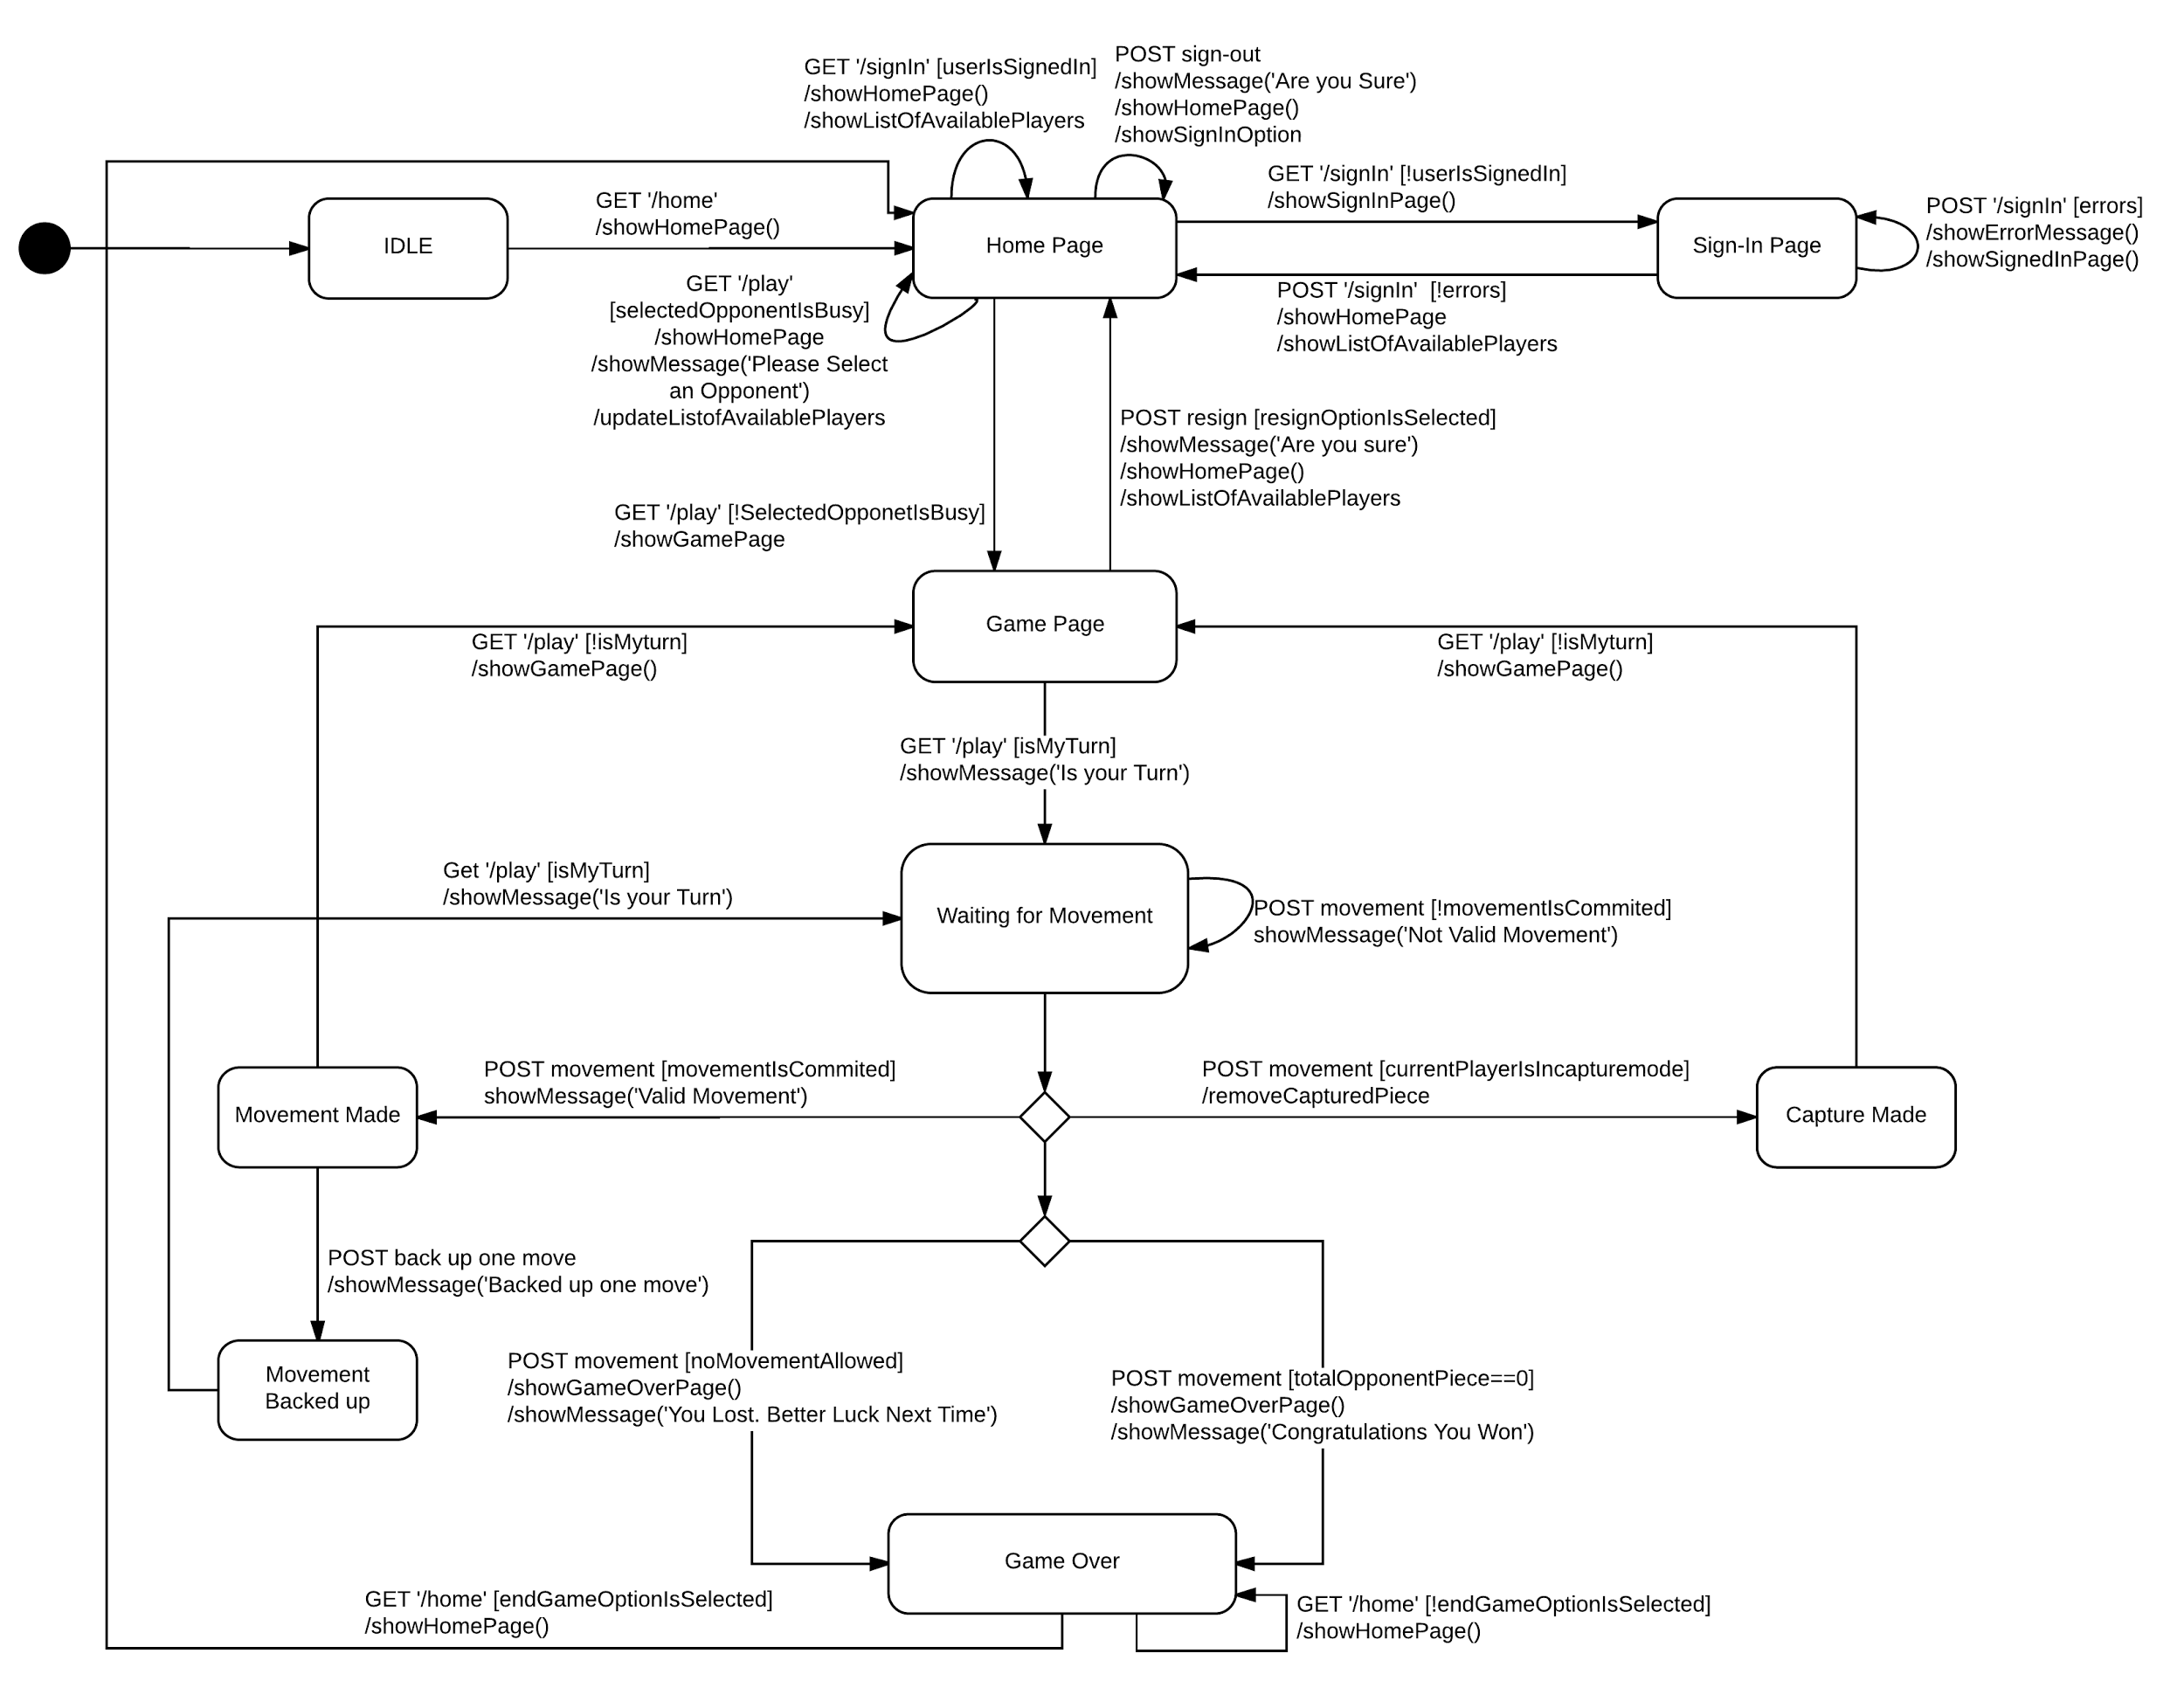 GET '/signIn' [userIsSignedIn]
/showHomePage()
/showListOfAvailablePlayers
POST sign-out
/showMessage('Are you Sure')
/showHomePage()
/showSignInOption
GET '/home'
/showHomePage()
GET '/signIn' [!userIsSignedIn]
/showSignInPage()
POST '/signIn' [errors]
/showErrorMessage()
/showSignedInPage()
IDLE
Home Page
Sign-In Page
GET '/play'
[selectedOpponentIsBusy]
/showHomePage
/showMessage('Please Select
an Opponent')
/updateListofAvailablePlayers
POST '/signIn'  [!errors]
/showHomePage
/showListOfAvailablePlayers
POST resign [resignOptionIsSelected]
/showMessage('Are you sure')
/showHomePage()
/showListOfAvailablePlayers
GET '/play' [!SelectedOpponetIsBusy]
/showGamePage
Game Page
GET '/play' [!isMyturn]
/showGamePage()
GET '/play' [!isMyturn]
/showGamePage()
GET '/play' [isMyTurn]
/showMessage('Is your Turn')
Get '/play' [isMyTurn]
/showMessage('Is your Turn')
Waiting for Movement
POST movement [!movementIsCommited]
showMessage('Not Valid Movement')
POST movement [movementIsCommited]
showMessage('Valid Movement')
POST movement [currentPlayerIsIncapturemode]
/removeCapturedPiece
Movement Made
Capture Made
POST back up one move
/showMessage('Backed up one move')
Movement
Backed up
POST movement [noMovementAllowed]
/showGameOverPage()
/showMessage('You Lost. Better Luck Next Time')
POST movement [totalOpponentPiece==0]
/showGameOverPage()
/showMessage('Congratulations You Won')
Game Over
GET '/home' [endGameOptionIsSelected]
/showHomePage()
GET '/home' [!endGameOptionIsSelected]
/showHomePage()